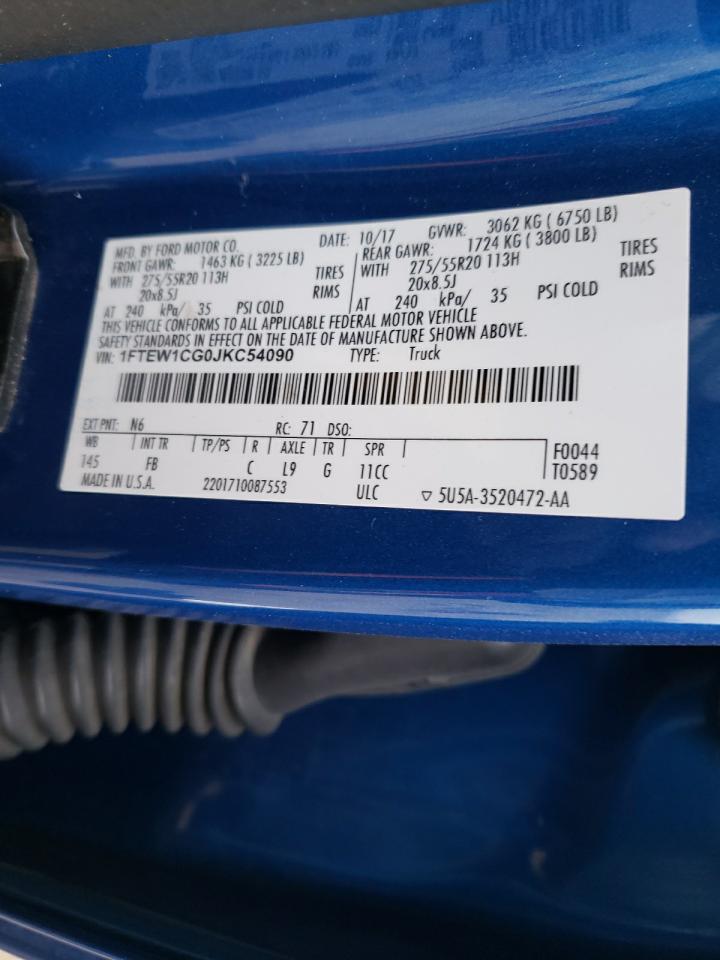 MFD. BY FORD MOTOR CO. DATE: 10/17 GVWR: 3062 KG ( 6750 LB)
FRONT GAWR: 1463 KG ( 3225 LB) REAR GAWR: 1724 KG ( 3800 LB)
WITH 275/55R20 113H TIRES WITH 275/55R20 113H TIRES
20x8.5J RIMS 20x8.5J RIMS
AT 240 kPa/ 35 PSI COLD AT 240 kPa/ 35 PSI COLD
THIS VEHICLE CONFORMS TO ALL APPLICABLE FEDERAL MOTOR VEHICLE
SAFETY STANDARDS IN EFFECT ON THE DATE OF MANUFACTURE SHOWN ABOVE.
VIN: 1FTEW1CG0JKC54090 TYPE: Truck
EXT PNT: N6 RC: 71 DSO:
WB INT TR TP/PS R AXLE TR SPR F0044
145 FB C L9 G 11CC T0589
MADE IN U.S.A. 2201710087553 ULC ▽ 5U5A-3520472-AA